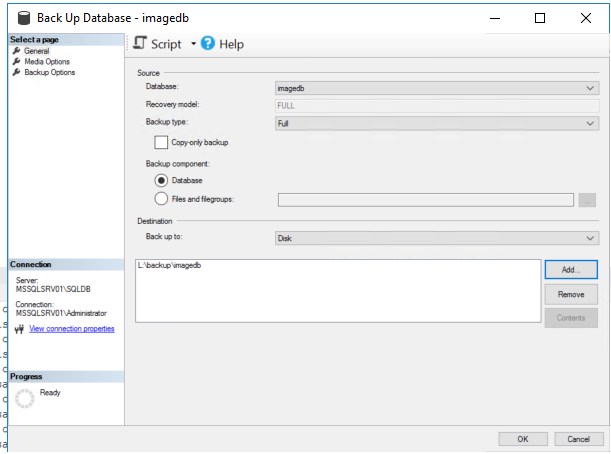 Back Up Database - imagedb
Select a page
General
Media Options
Backup Options
Script
Help
Source
Database:
imagedb
Recovery model:
FULL
Backup type:
Full
Copy-only backup
Backup component:
Database
Files and filegroups:
...
Destination
Back up to:
Disk
L:\backup\imagedb
Add...
Remove
Contents
Connection
Server:
MSSQLSRV01\SQLDB
Connection:
MSSQLSRV01\Administrator
View connection properties
Progress
Ready
OK
Cancel